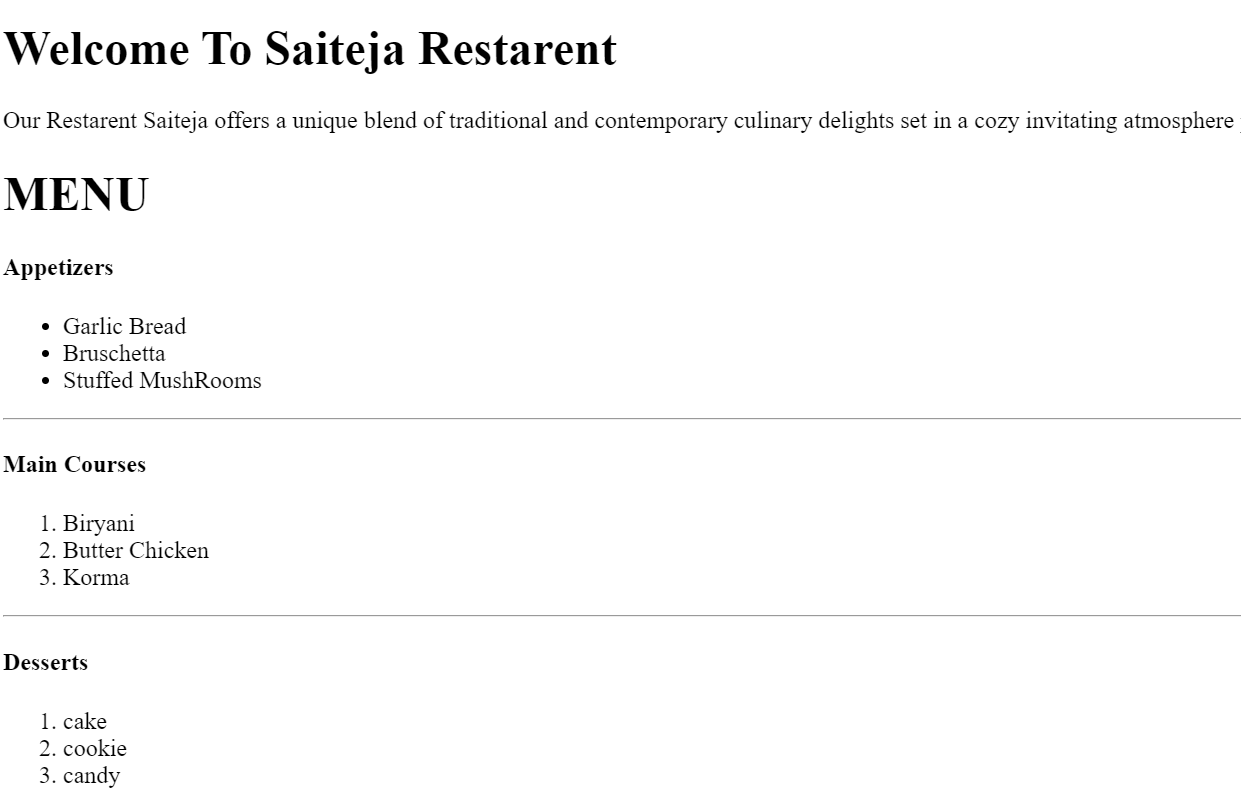 Welcome To Saiteja Restarent
Our Restarent Saiteja offers a unique blend of traditional and contemporary culinary delights set in a cozy invitating atmosphere
MENU
Appetizers
• Garlic Bread
• Bruschetta
• Stuffed MushRooms
Main Courses
1. Biryani
2. Butter Chicken
3. Korma
Desserts
1. cake
2. cookie
3. candy